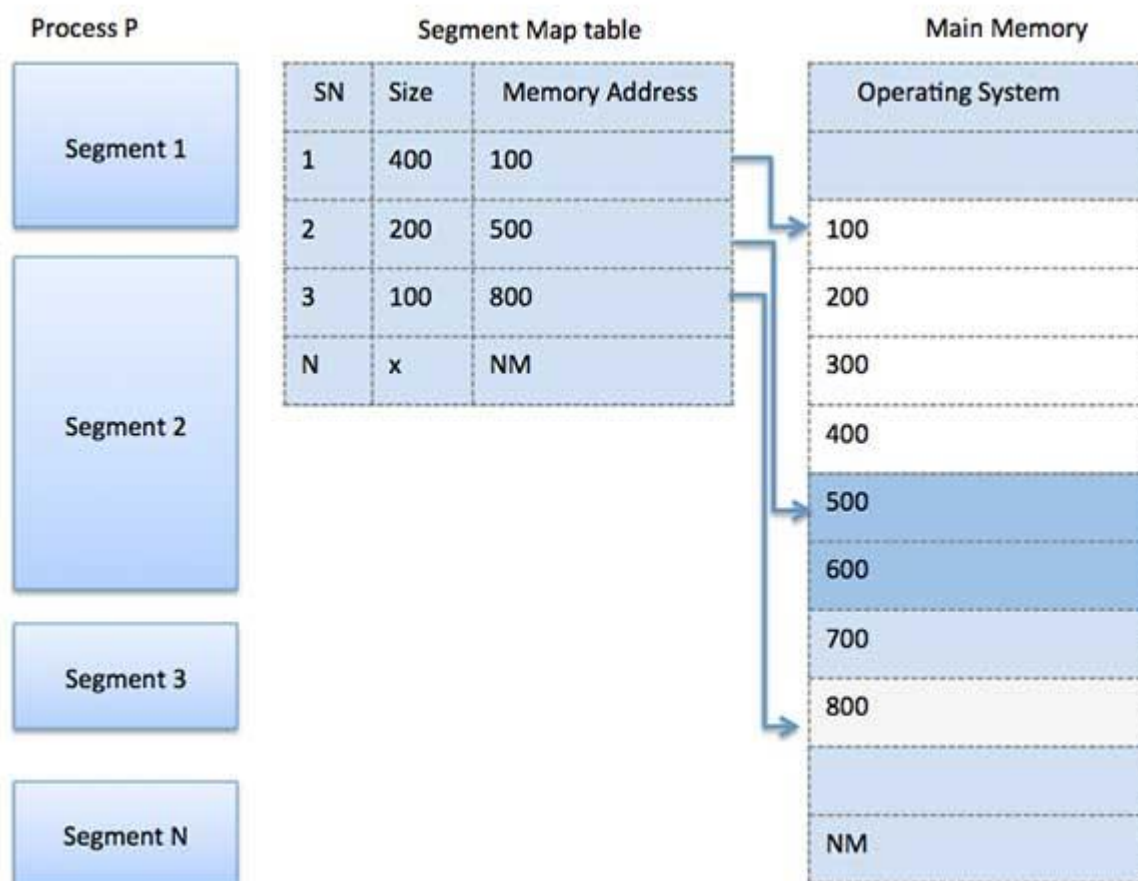 Process P
Segment Map table
Main Memory
Segment 1
Segment 2
Segment 3
Segment N
SN Size Memory Address
1 400 100
2 200 500
3 100 800
N x NM
Operating System
100
200
300
400
500
600
700
800
NM